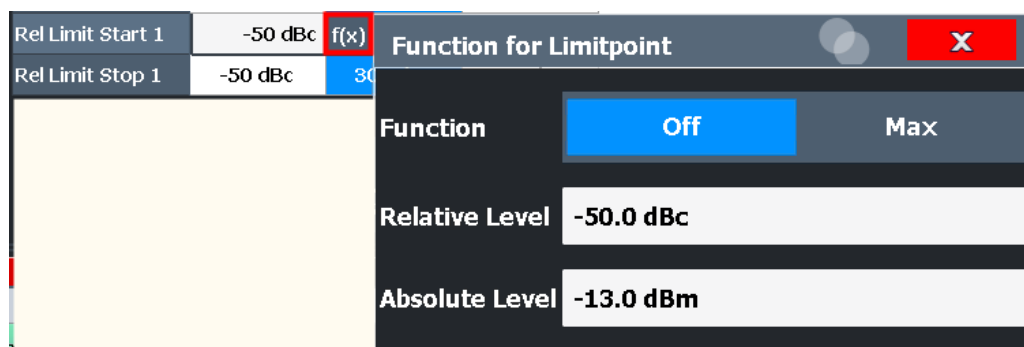 Rel Limit Start 1 -50 dBc f(x)
Rel Limit Stop 1 -50 dBc 30
Function for Limitpoint X
Function Off Max
Relative Level -50.0 dBc
Absolute Level -13.0 dBm